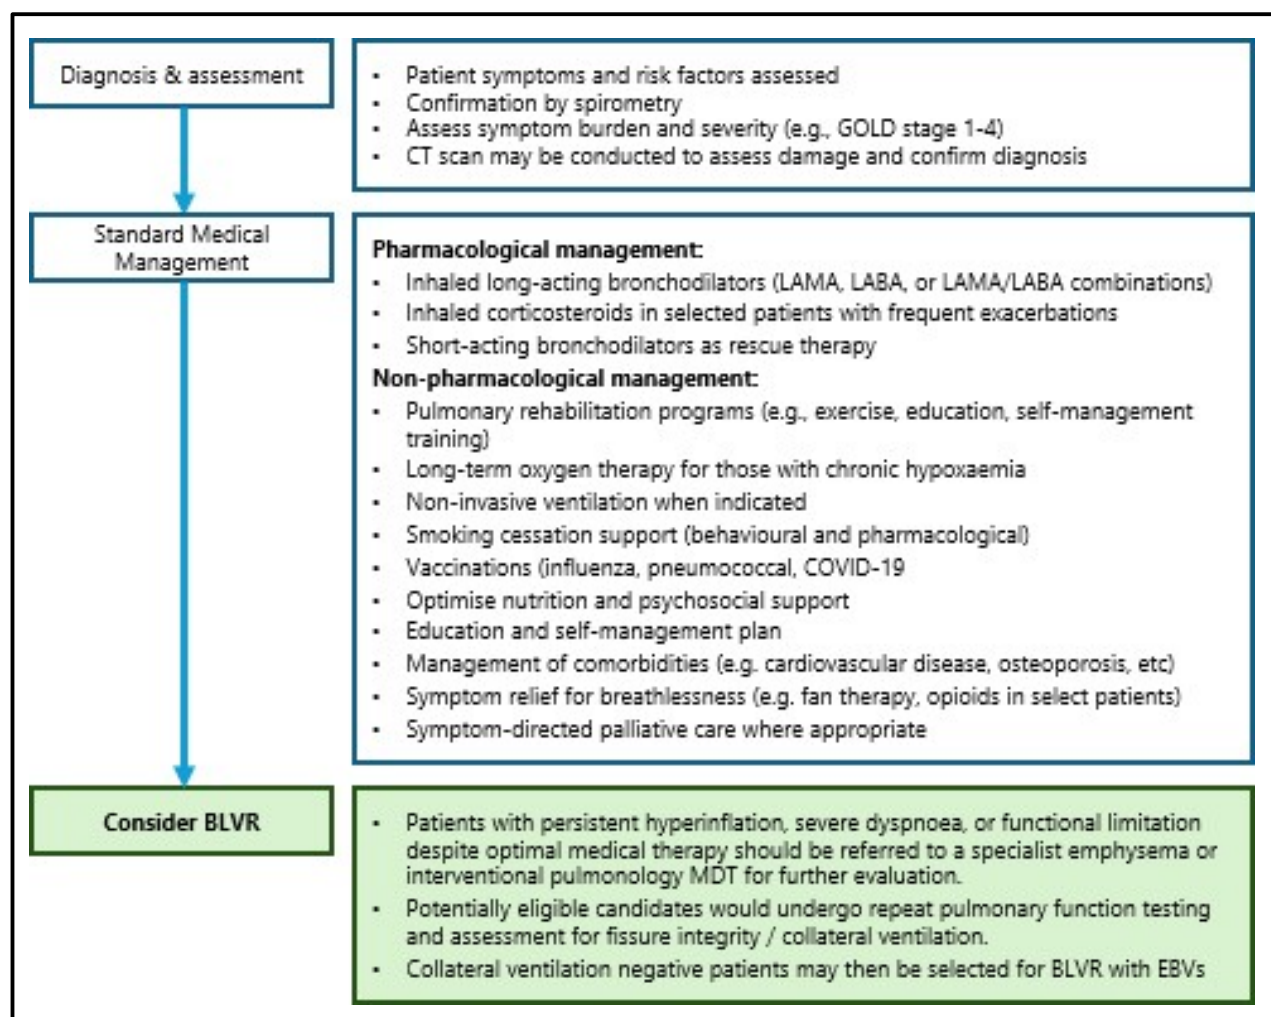 Diagnosis & assessment
• Patient symptoms and risk factors assessed
• Confirmation by spirometry
• Assess symptom burden and severity (e.g., GOLD stage 1-4)
• CT scan may be conducted to assess damage and confirm diagnosis
Standard Medical
Management
Pharmacological management:
• Inhaled long-acting bronchodilators (LAMA, LABA, or LAMA/LABA combinations)
• Inhaled corticosteroids in selected patients with frequent exacerbations
• Short-acting bronchodilators as rescue therapy
Non-pharmacological management:
• Pulmonary rehabilitation programs (e.g., exercise, education, self-management
training)
• Long-term oxygen therapy for those with chronic hypoxaemia
• Non-invasive ventilation when indicated
• Smoking cessation support (behavioural and pharmacological)
• Vaccinations (influenza, pneumococcal, COVID-19
• Optimise nutrition and psychosocial support
• Education and self-management plan
• Management of comorbidities (e.g. cardiovascular disease, osteoporosis, etc)
• Symptom relief for breathlessness (e.g. fan therapy, opioids in select patients)
• Symptom-directed palliative care where appropriate
Consider BLVR
• Patients with persistent hyperinflation, severe dyspnoea, or functional limitation
despite optimal medical therapy should be referred to a specialist emphysema or
interventional pulmonology MDT for further evaluation.
• Potentially eligible candidates would undergo repeat pulmonary function testing
and assessment for fissure integrity / collateral ventilation.
• Collateral ventilation negative patients may then be selected for BLVR with EBVs